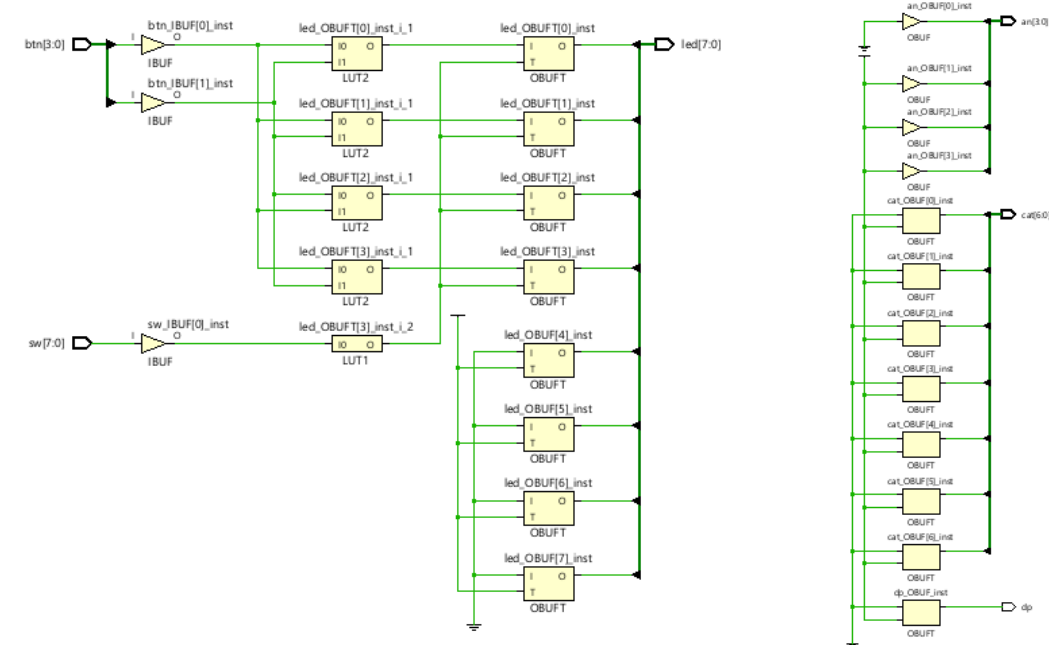 btn[3:0]
btn_IBUF[0]_inst
I
O
IBUF
btn_IBUF[1]_inst
I
O
IBUF
led_OBUFT[0]_inst_i_1
I0
O
I1
LUT2
led_OBUFT[1]_inst_i_1
I0
O
I1
LUT2
led_OBUFT[2]_inst_i_1
I0
O
I1
LUT2
led_OBUFT[3]_inst_i_1
I0
O
I1
LUT2
sw[7:0]
sw_IBUF[0]_inst
I
O
IBUF
led_OBUFT[3]_inst_i_2
I0
O
LUT1
led_OBUFT[0]_inst
I
O
T
OBUFT
led[7:0]
led_OBUFT[1]_inst
I
O
T
OBUFT
led_OBUFT[2]_inst
I
O
T
OBUFT
led_OBUFT[3]_inst
I
O
T
OBUFT
led_OBUF[4]_inst
I
O
T
OBUFT
led_OBUF[5]_inst
I
O
T
OBUFT
led_OBUF[6]_inst
I
O
T
OBUFT
led_OBUF[7]_inst
I
O
T
OBUFT
an_OBUF[0]_inst
OBUF
an[3:0]
an_OBUF[1]_inst
OBUF
an_OBUF[2]_inst
OBUF
an_OBUF[3]_inst
OBUF
cat_OBUF[0]_inst
OBUFT
cat[6:0]
cat_OBUF[1]_inst
OBUFT
cat_OBUF[2]_inst
OBUFT
cat_OBUF[3]_inst
OBUFT
cat_OBUF[4]_inst
OBUFT
cat_OBUF[5]_inst
OBUFT
cat_OBUF[6]_inst
OBUFT
dp_OBUF_inst
OBUFT
dp